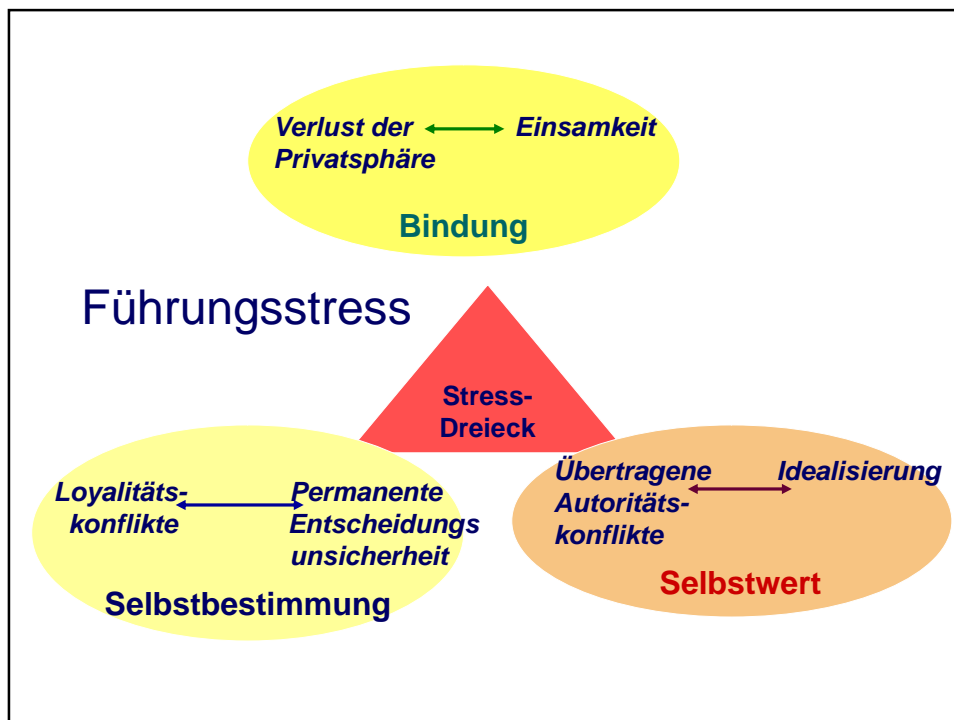 Verlust der Einsamkeit
Privatsphäre
Bindung
Führungsstress
Stress-
Dreieck
Loyalitäts-
konflikte
Permanente
Entscheidungs
unsicherheit
Selbstbestimmung
Übertragene
Autoritäts-
konflikte
Idealisierung
Selbstwert